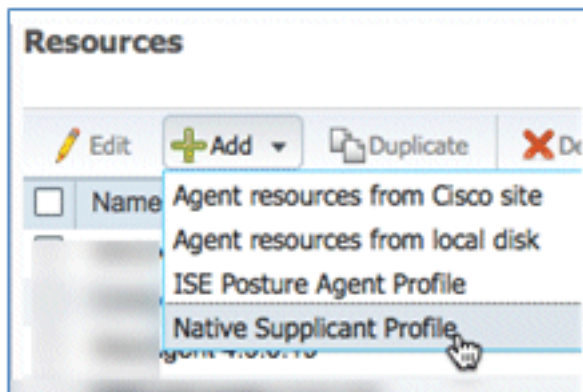 Resources
Edit Add Duplicate De
Name Agent resources from Cisco site
Agent resources from local disk
ISE Posture Agent Profile
Native Supplicant Profile